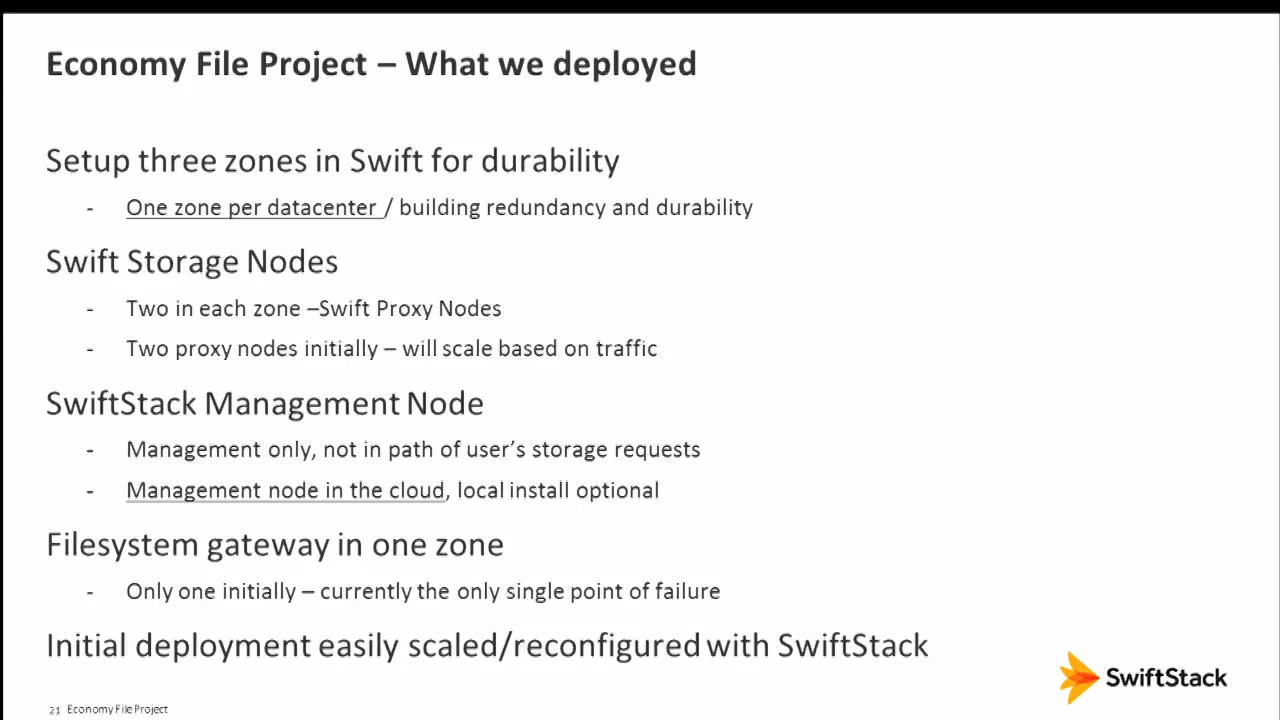 Economy File Project – What we deployed
Setup three zones in Swift for durability
- One zone per datacenter / building redundancy and durability
Swift Storage Nodes
- Two in each zone –Swift Proxy Nodes
- Two proxy nodes initially – will scale based on traffic
SwiftStack Management Node
- Management only, not in path of user’s storage requests
- Management node in the cloud, local install optional
Filesystem gateway in one zone
- Only one initially – currently the only single point of failure
Initial deployment easily scaled/reconfigured with SwiftStack
SwiftStack
21 Economy File Project